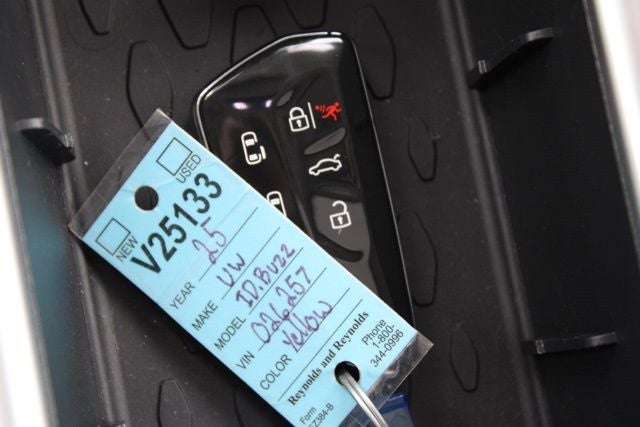 NEW USED
V25133
YEAR 25
MAKE VW
MODEL ID.BUZZ
VIN 026257
COLOR Yellow
Reynolds and Reynolds
Phone
1-800-
344-0996
Form
Z384-B